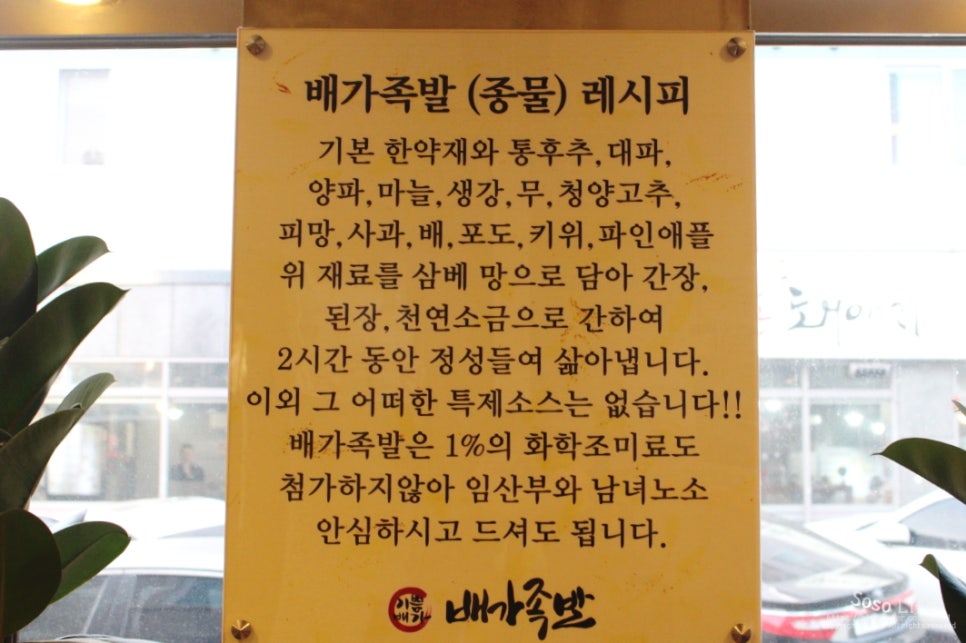 배가족발 (종물) 레시피
기본 한약재와 통후추, 대파,
양파, 마늘, 생강, 무, 청양고추,
피망, 사과, 배, 포도, 키위, 파인애플
위 재료를 삼베 망으로 담아 간장,
된장, 천연소금으로 간하여
2시간 동안 정성들여 삶아냅니다.
이외 그 어떠한 특제소스는 없습니다!!
배가족발은 1%의 화학조미료도
첨가하지않아 임산부와 남녀노소
안심하시고 드셔도 됩니다.
기쁨
배가
배가족발